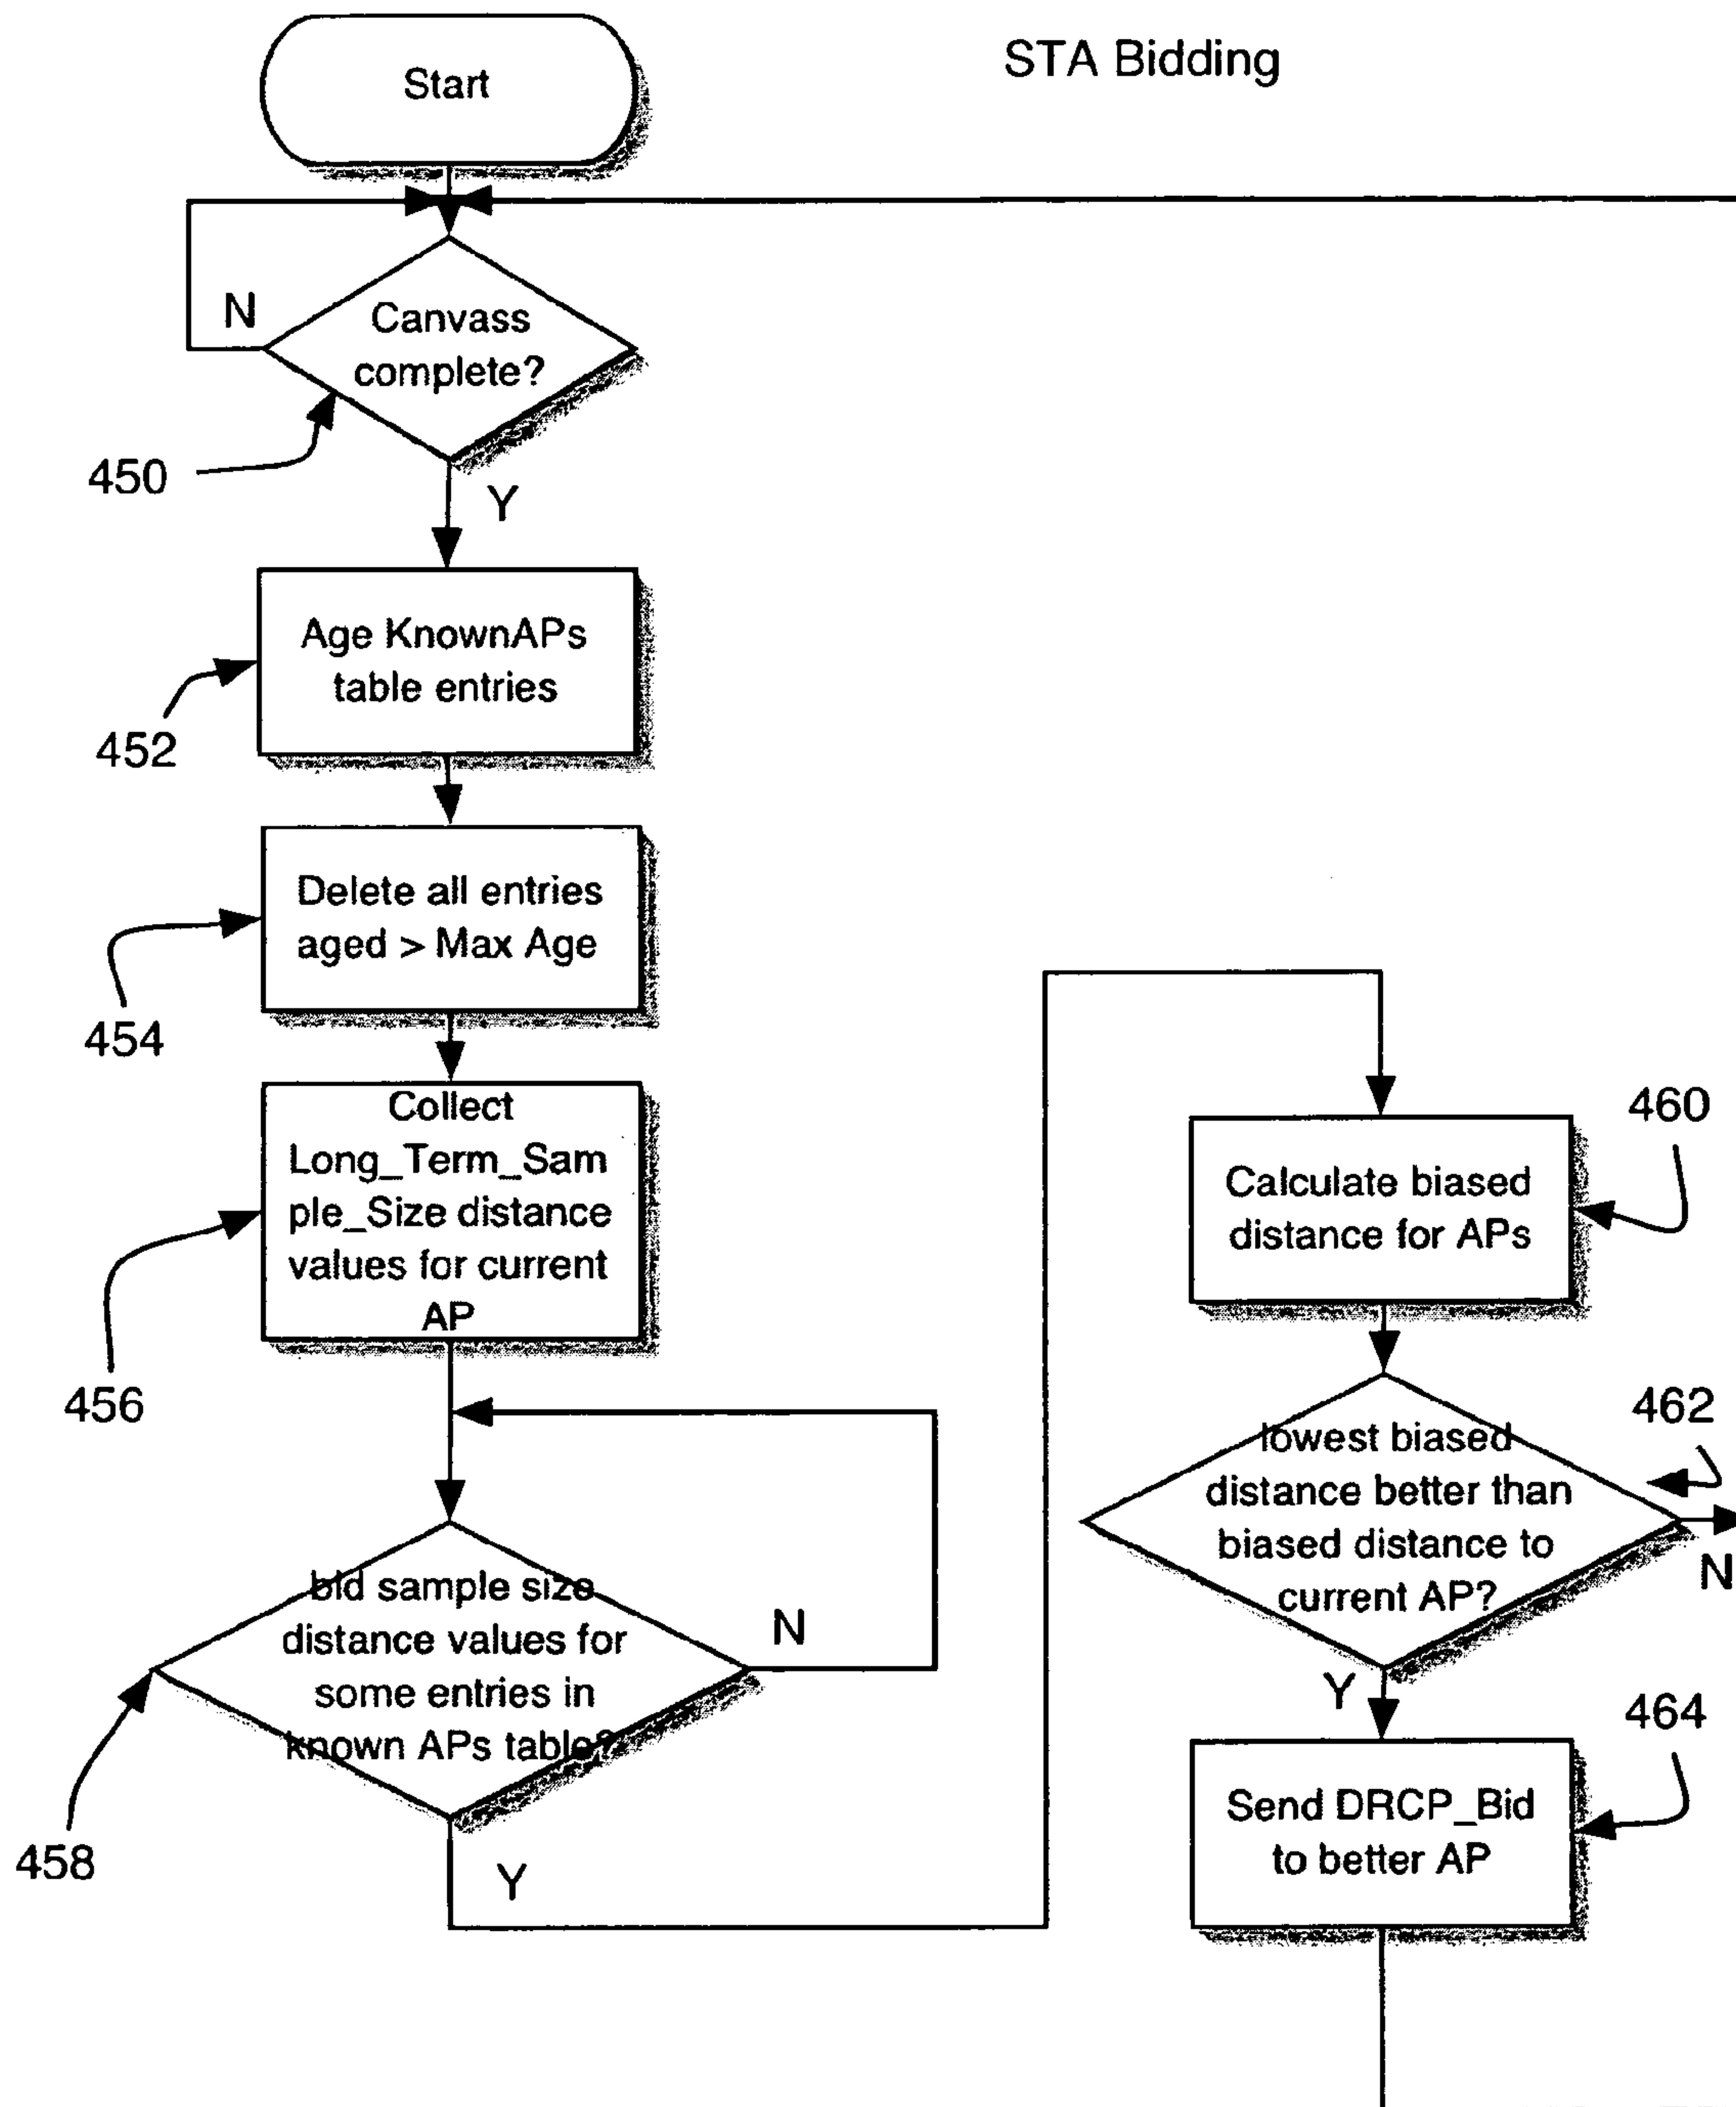 Start
STA Bidding
N
Canvass
complete?
450
Y
Age KnownAPs
table entries
452
Delete all entries
aged > Max Age
454
Collect
Long_Term_Sam
ple_Size distance
values for current
AP
456
bid sample size
distance values for
some entries in
known APs table?
N
458
Y
460
Calculate biased
distance for APs
462
lowest biased
distance better than
biased distance to
current AP?
N
Y
464
Send DRCP_Bid
to better AP